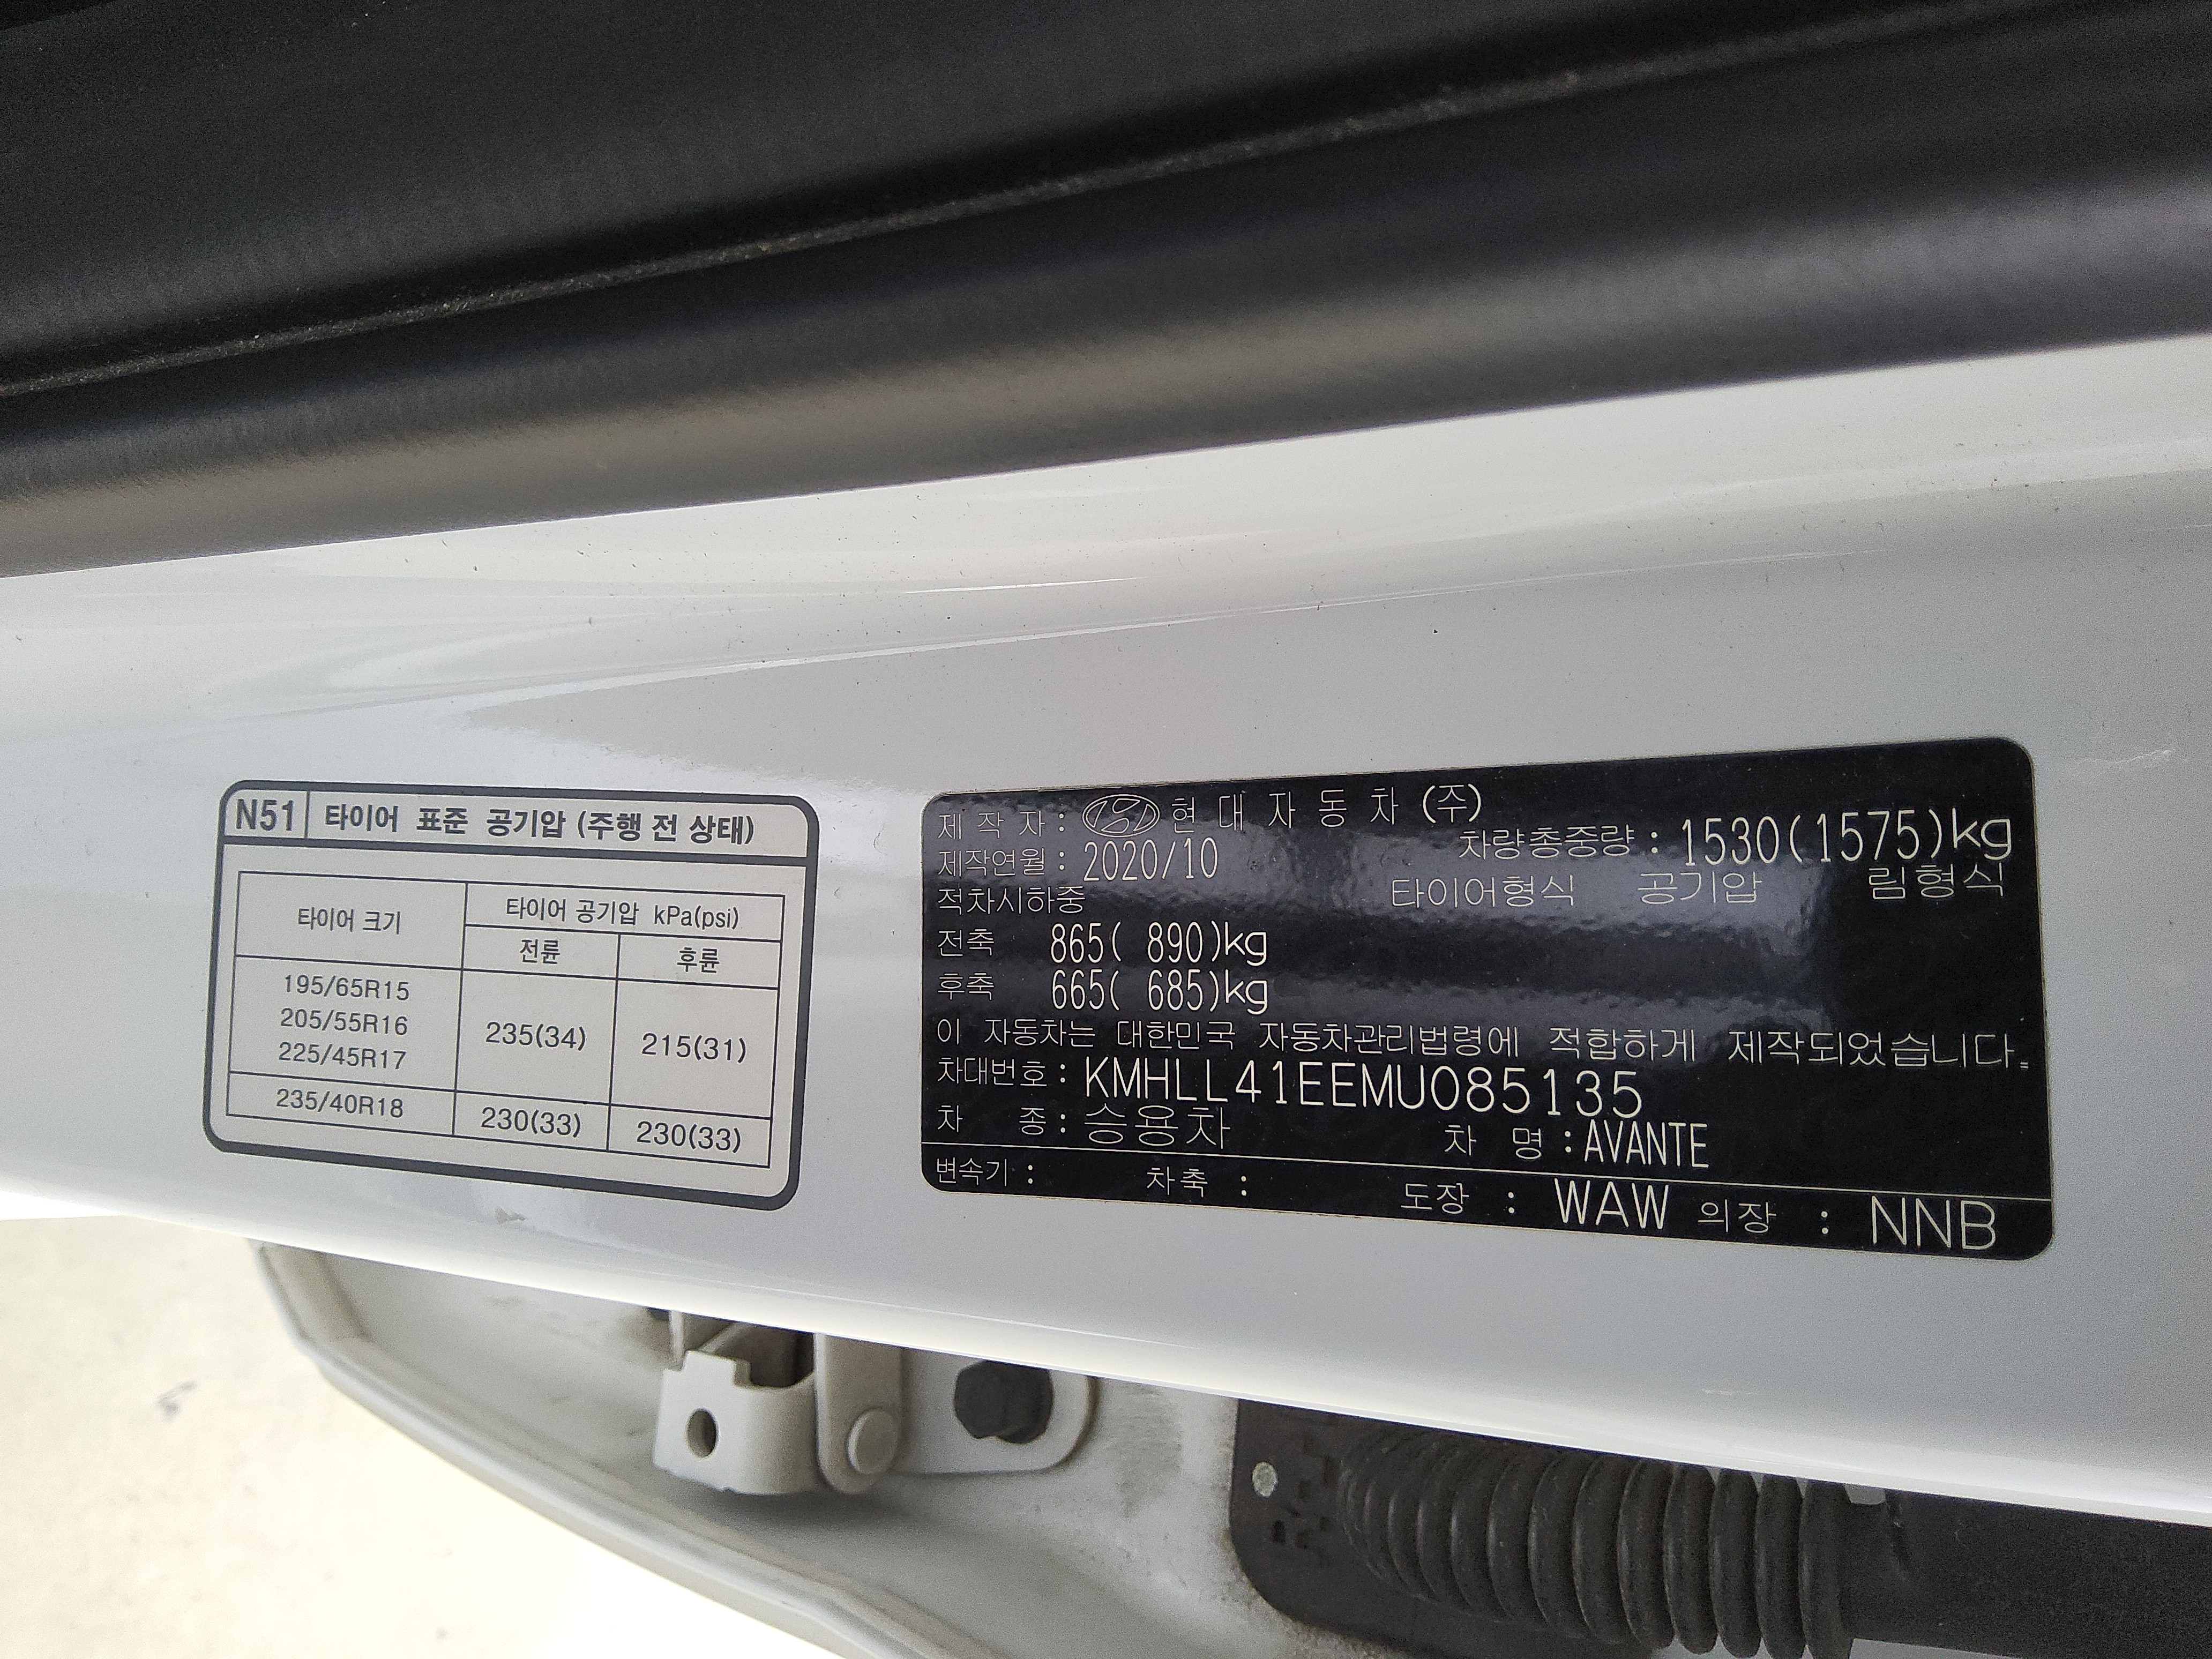 N51 타이어 표준 공기압 (주행 전 상태)
타이어 크기 타이어 공기압 kPa(psi)
전륜 후륜
195/65R15
205/55R16 235(34) 215(31)
225/45R17
235/40R18 230(33) 230(33)
제 작 자 : 현 대 자 동 차 (주)
제작연월 : 2020/10 차량총중량 : 1530(1575)kg
적차시하중 타이어형식 공기압 림형식
전축 865( 890)kg
후축 665( 685)kg
이 자동차는 대한민국 자동차관리법령에 적합하게 제작되었습니다.
차대번호 : KMHLL41EEMU085135
차 종 : 승용차 차 명 : AVANTE
변속기 : 차축 : 도장 : WAW 의장 : NNB